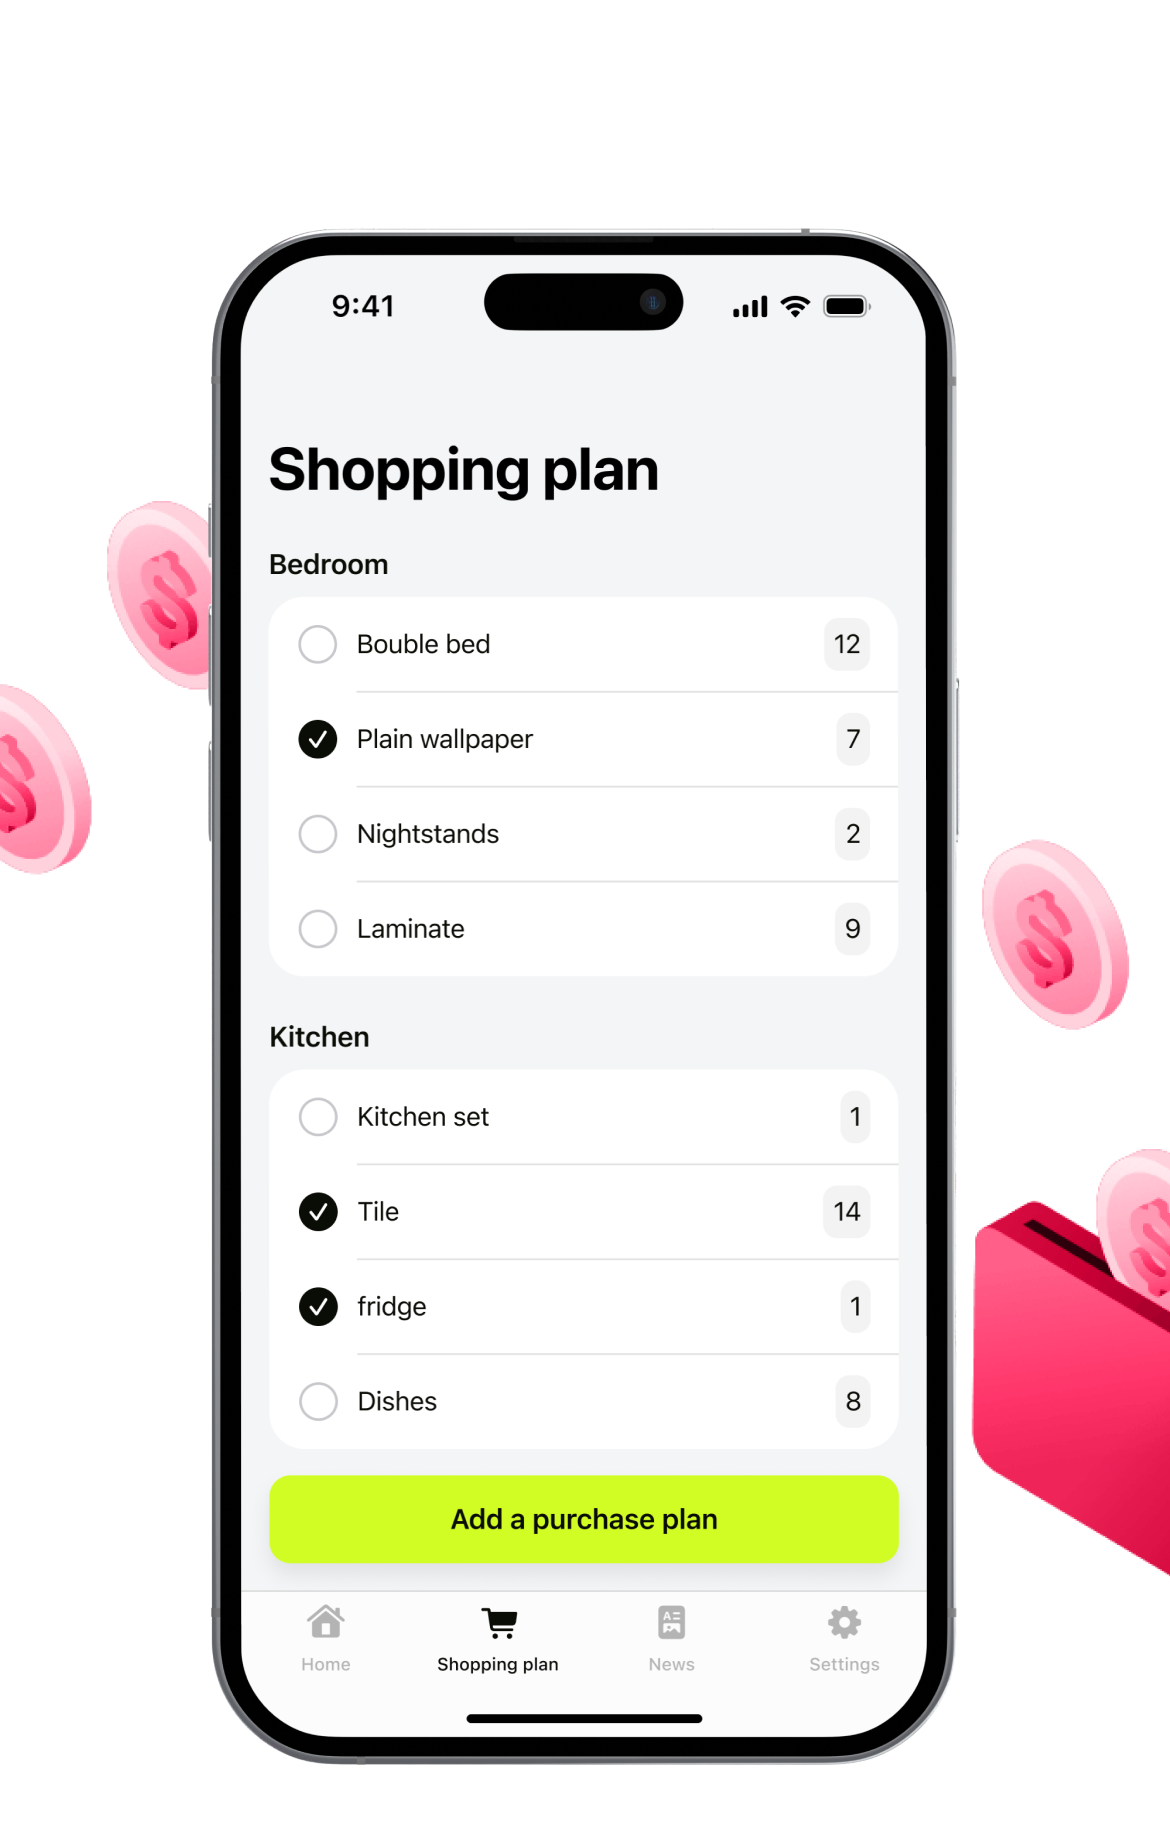 9:41
Shopping plan
Bedroom
Bouble bed 12
Plain wallpaper 7
Nightstands 2
Laminate 9
Kitchen
Kitchen set 1
Tile 14
fridge 1
Dishes 8
Add a purchase plan
Home Shopping plan News Settings